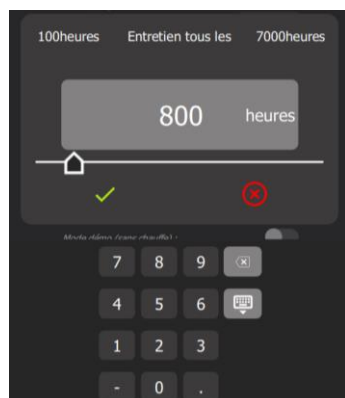 100heures Entretien tous les 7000heures
800 heures
Mode démo (sans chauffe) :
7 8 9
4 5 6
1 2 3
- 0 .